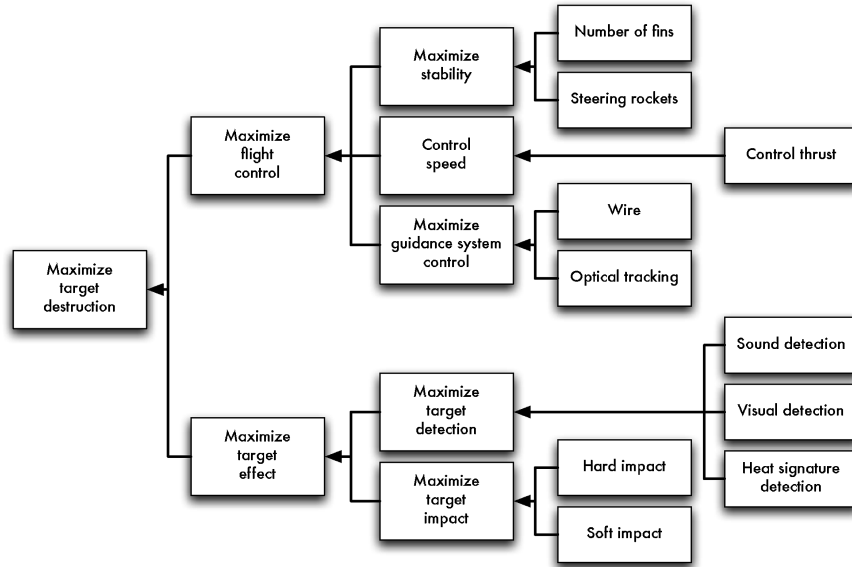 Number of fins
Maximize
stability
Steering rockets
Maximize
flight
control
Control
speed
Control thrust
Wire
Maximize
guidance system
control
Optical tracking
Maximize
target
destruction
Sound detection
Maximize
target
detection
Visual detection
Maximize
target
effect
Hard impact
Heat signature
detection
Maximize
target
impact
Soft impact